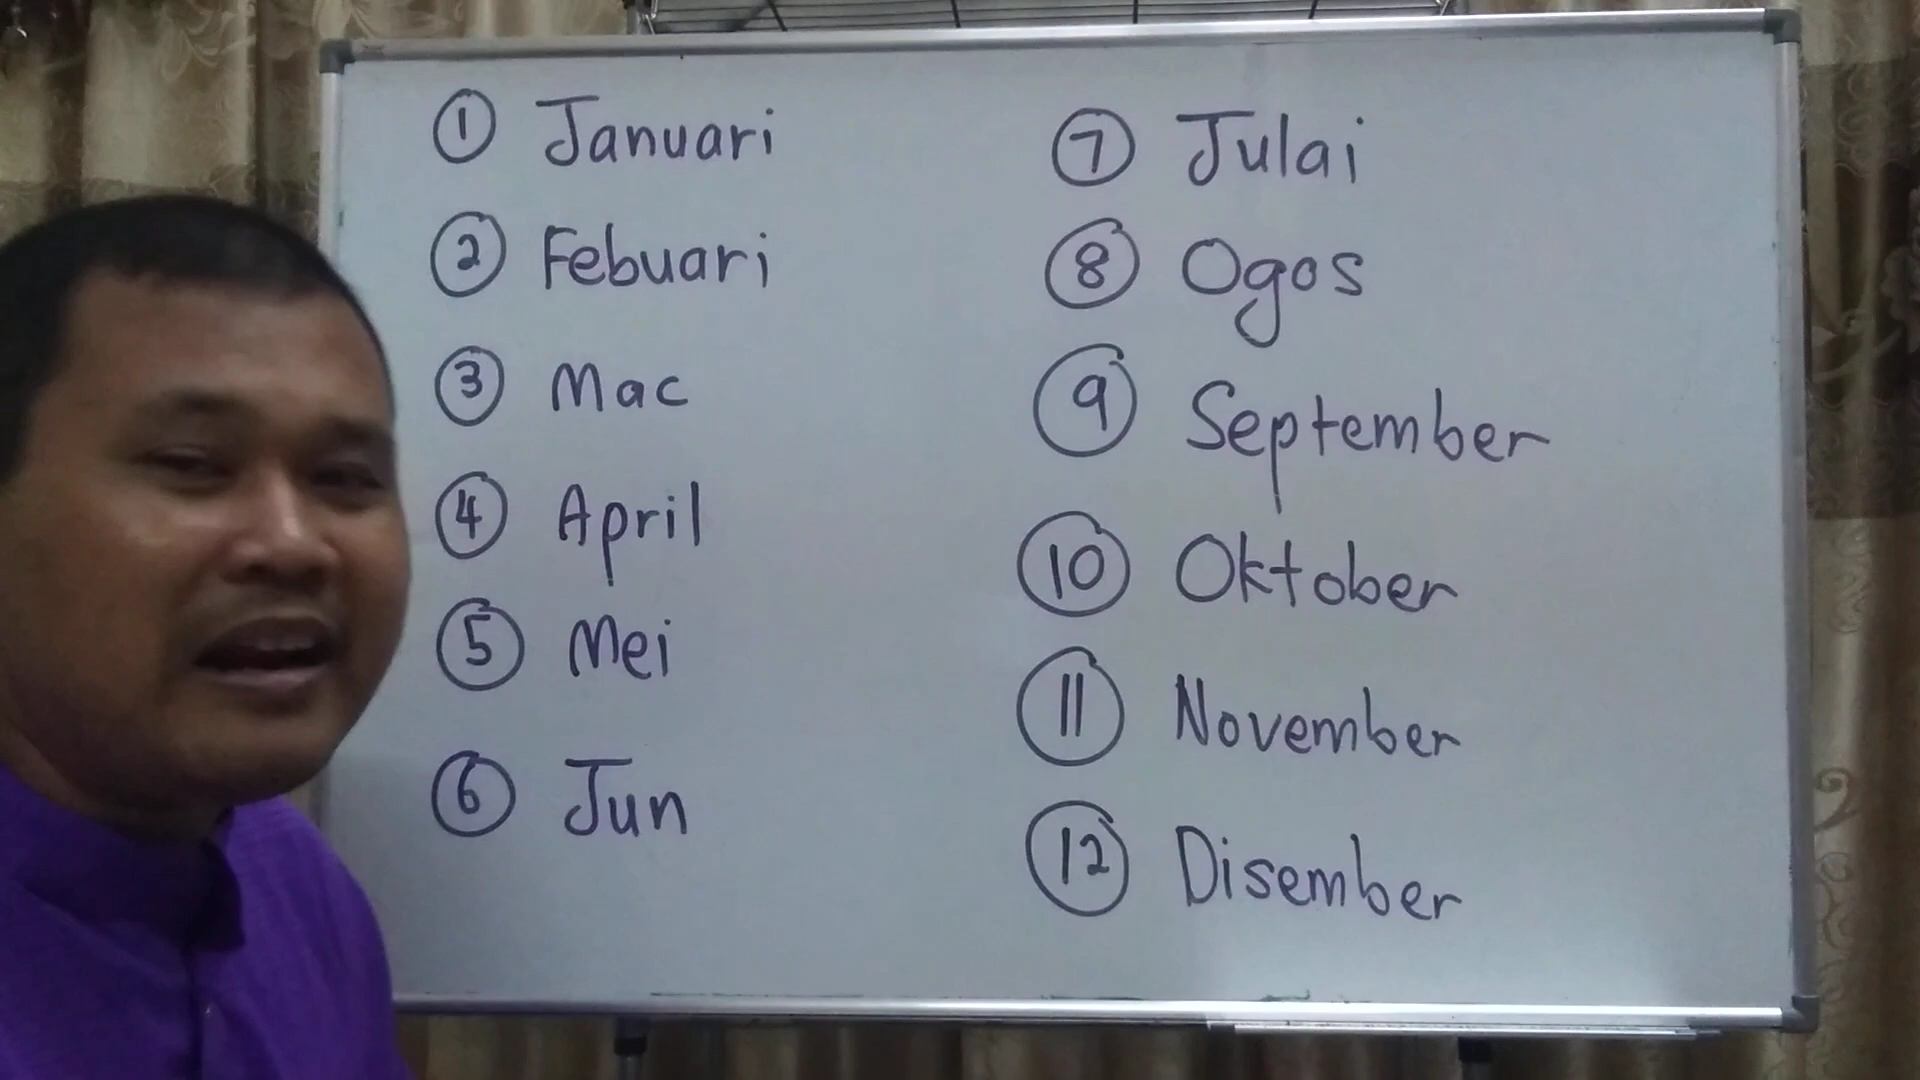 1 Januari
2 Febuari
3 Mac
4 April
5 Mei
6 Jun
7 Julai
8 Ogos
9 September
10 Oktober
11 November
12 Disember